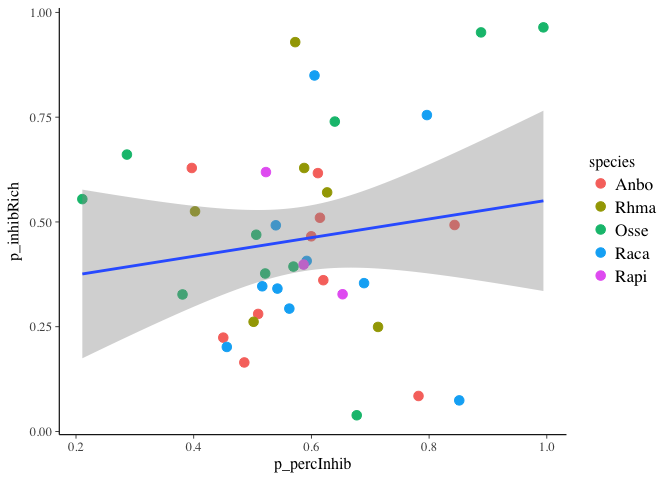 1.00
0.75
0.50
0.25
0.00
p_inhibRich
0.2 0.4 0.6 0.8 1.0
p_percInhib
species
Anbo
Rhma
Osse
Raca
Rapi